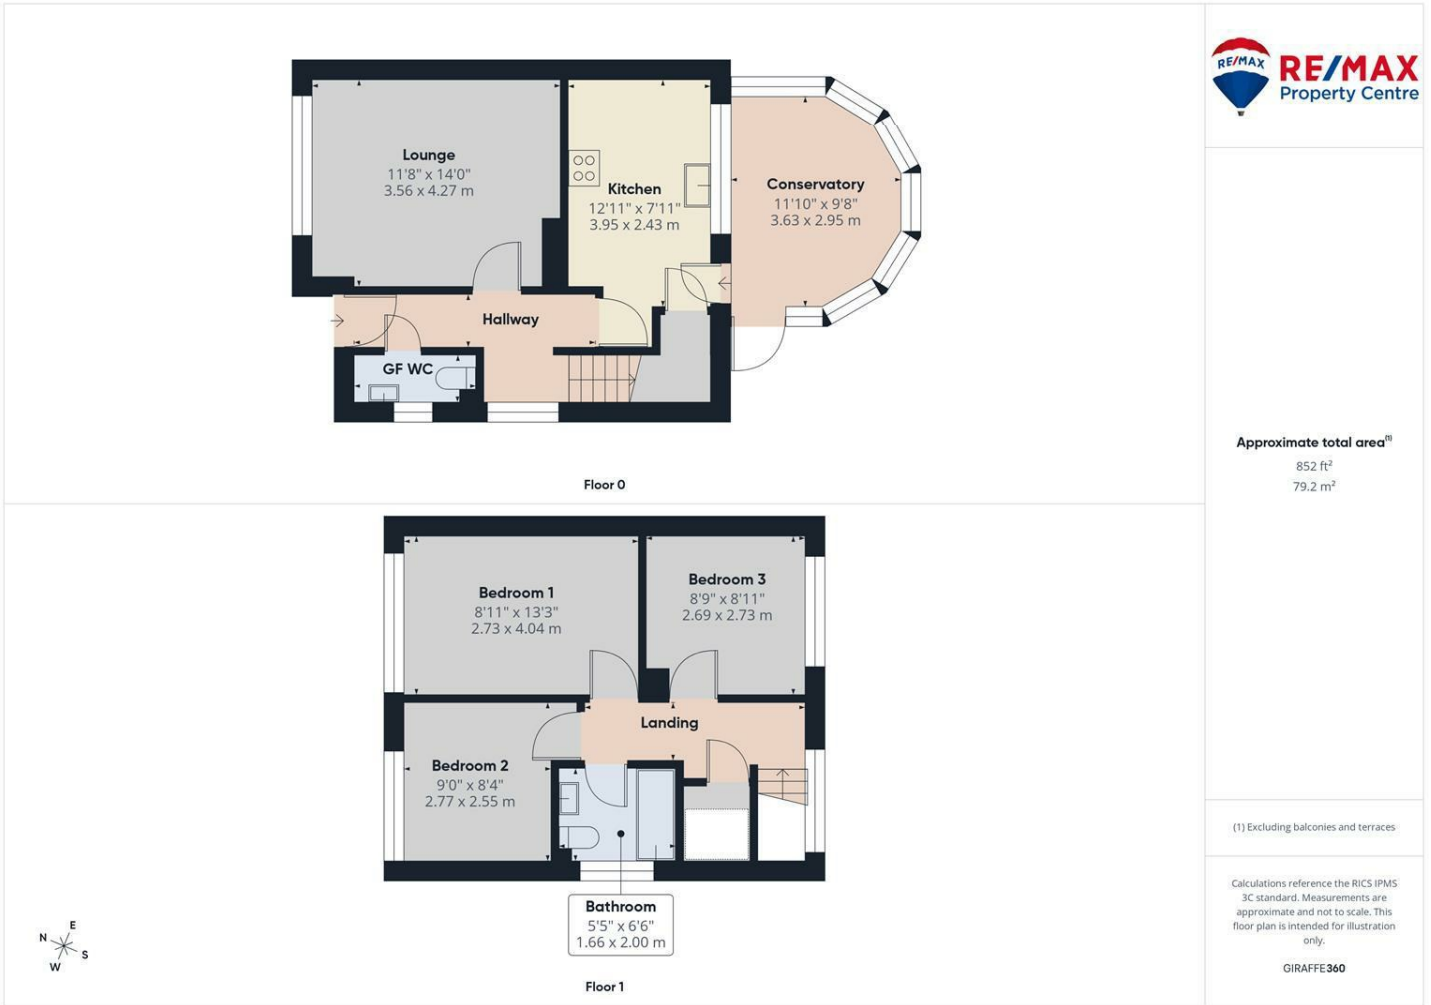 Lounge
11'8" x 14'0"
3.56 x 4.27 m
Kitchen
12'11" x 7'11"
3.95 x 2.43 m
Conservatory
11'10" x 9'8"
3.63 x 2.95 m
Hallway
GF WC
Floor 0
Bedroom 1
8'11" x 13'3"
2.73 x 4.04 m
Bedroom 3
8'9" x 8'11"
2.69 x 2.73 m
Landing
Bedroom 2
9'0" x 8'4"
2.77 x 2.55 m
Bathroom
5'5" x 6'6"
1.66 x 2.00 m
Floor 1
N
E
S
W
RE/MAX
RE/MAX
Property Centre
Approximate total area(1)
852 ft²
79.2 m²
(1) Excluding balconies and terraces
Calculations reference the RICS IPMS
3C standard. Measurements are
approximate and not to scale. This
floor plan is intended for illustration
only.
GIRAFFE360